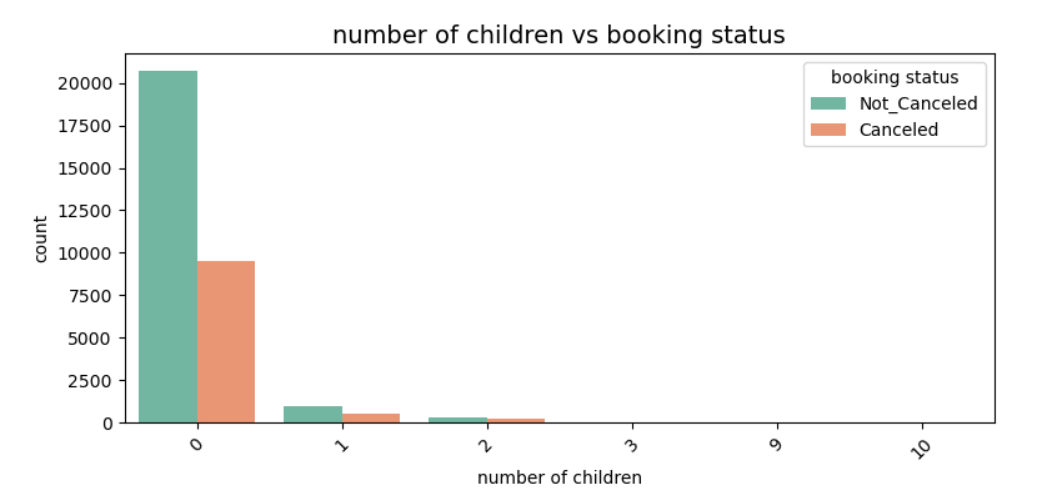 number of children vs booking status
booking status
Not_Canceled
Canceled
count
20000
17500
15000
12500
10000
7500
5000
2500
0
0 1 2 3 9 10
number of children